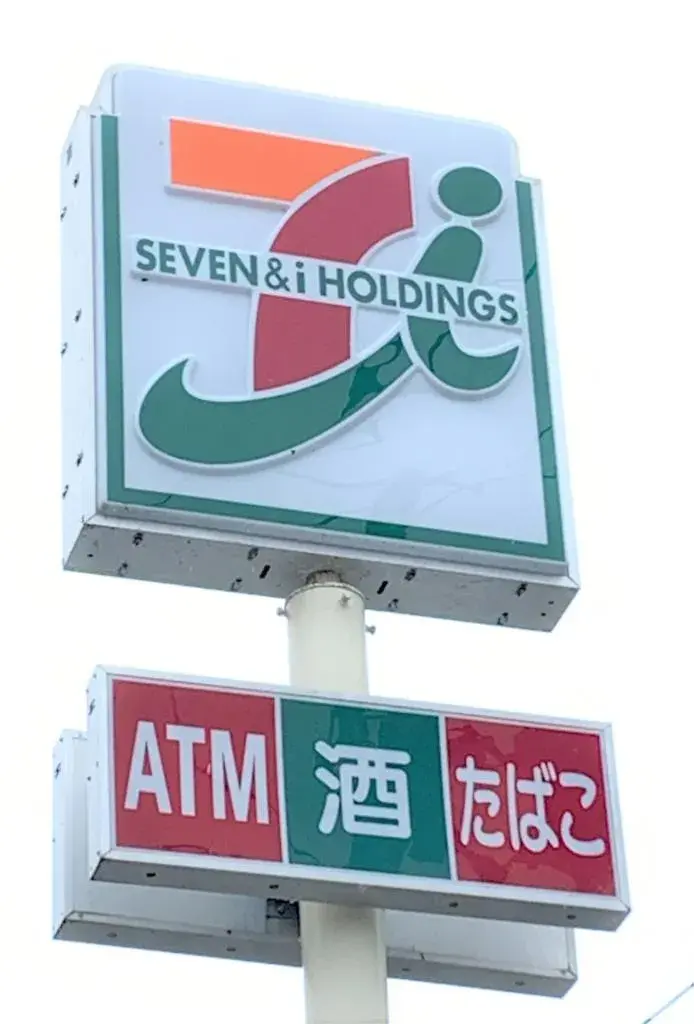 SEVEN&i HOLDINGS
ATM 酒 たばこ